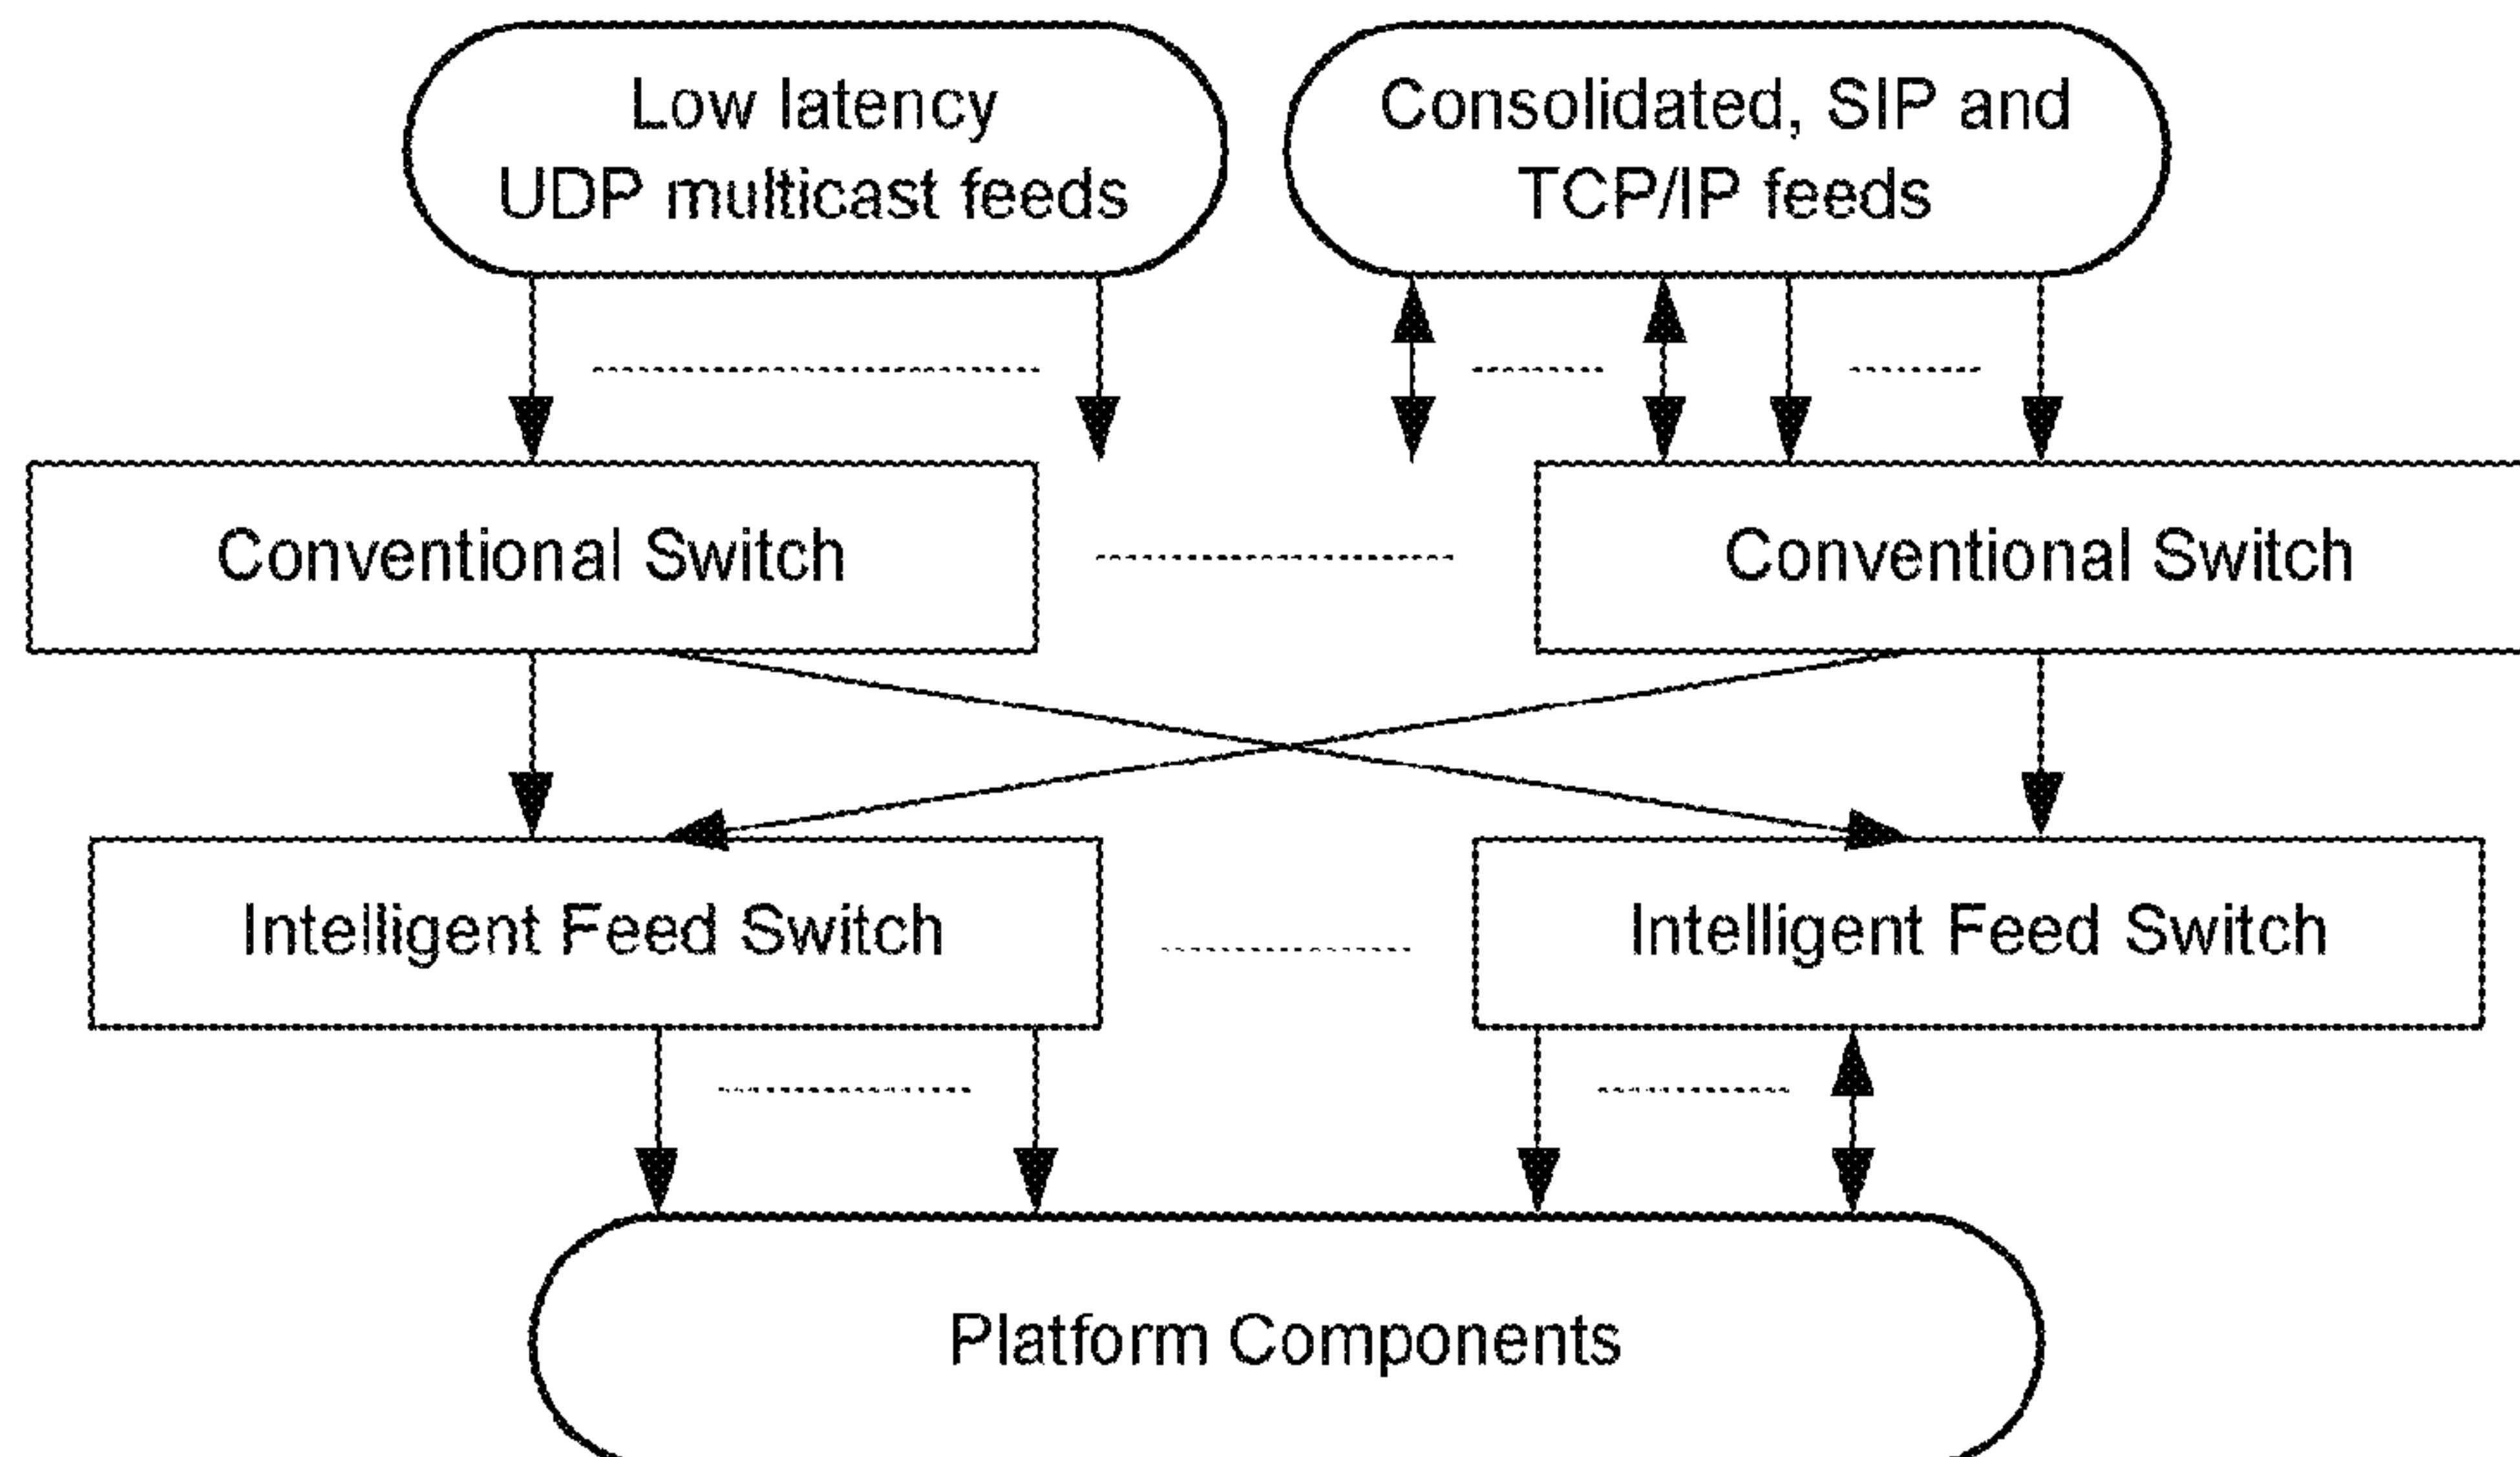 Low latency
UDP multicast feeds
Consolidated, SIP and
TCP/IP feeds
Conventional Switch
Conventional Switch
Intelligent Feed Switch
Intelligent Feed Switch
Platform Components